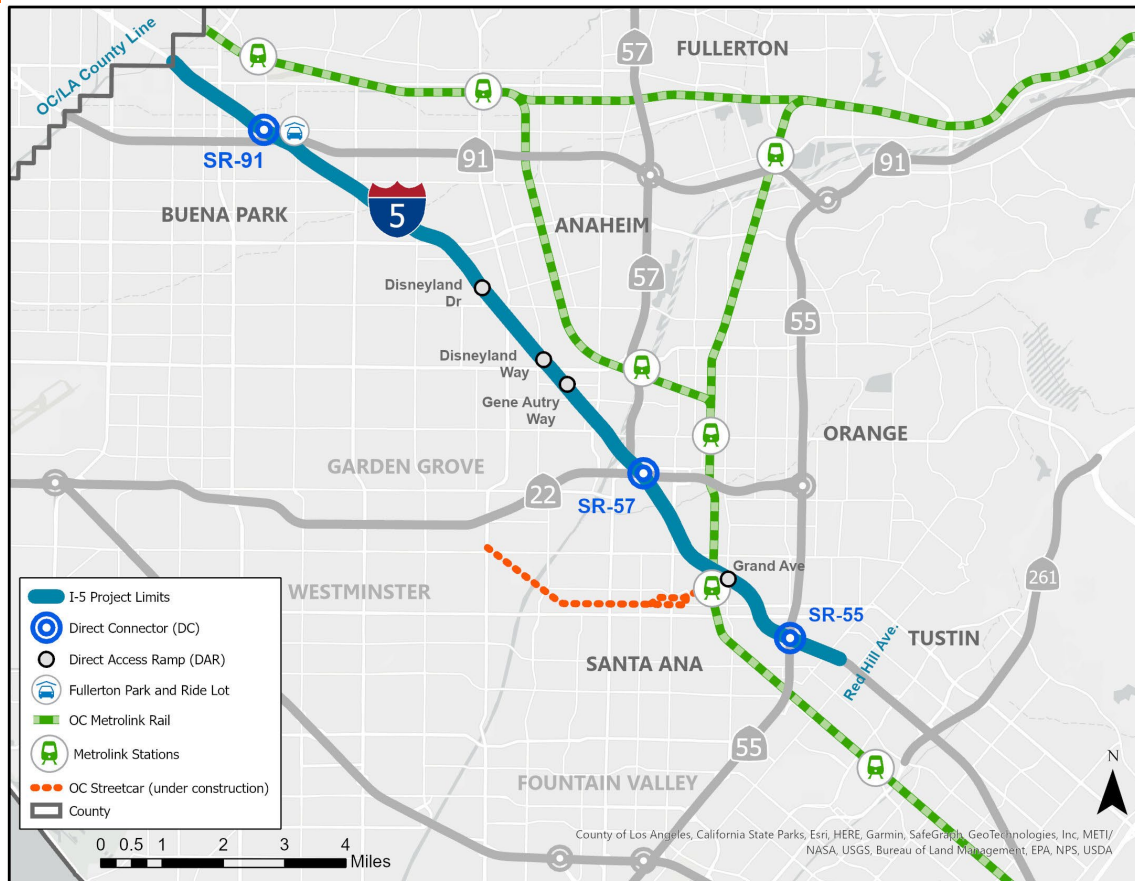 OC/LA County Line
57
57
FULLERTON
SR-91
91
91
BUENA PARK
5
ANAHEIM
57
Disneyland
Dr
55
Disneyland
Way
Gene Autry
Way
ORANGE
GARDEN GROVE
22
SR-57
Grand Ave
261
WESTMINSTER
SR-55
TUSTIN
Red Hill Ave.
SANTA ANA
55
FOUNTAIN VALLEY
I-5 Project Limits
Direct Connector (DC)
Direct Access Ramp (DAR)
Fullerton Park and Ride Lot
OC Metrolink Rail
Metrolink Stations
OC Streetcar (under construction)
County
0 0.5 1 2 3 4
Miles
N
County of Los Angeles, California State Parks, Esri, HERE, Garmin, SafeGraph, GeoTechnologies, Inc, METI/
NASA, USGS, Bureau of Land Management, EPA, NPS, USDA